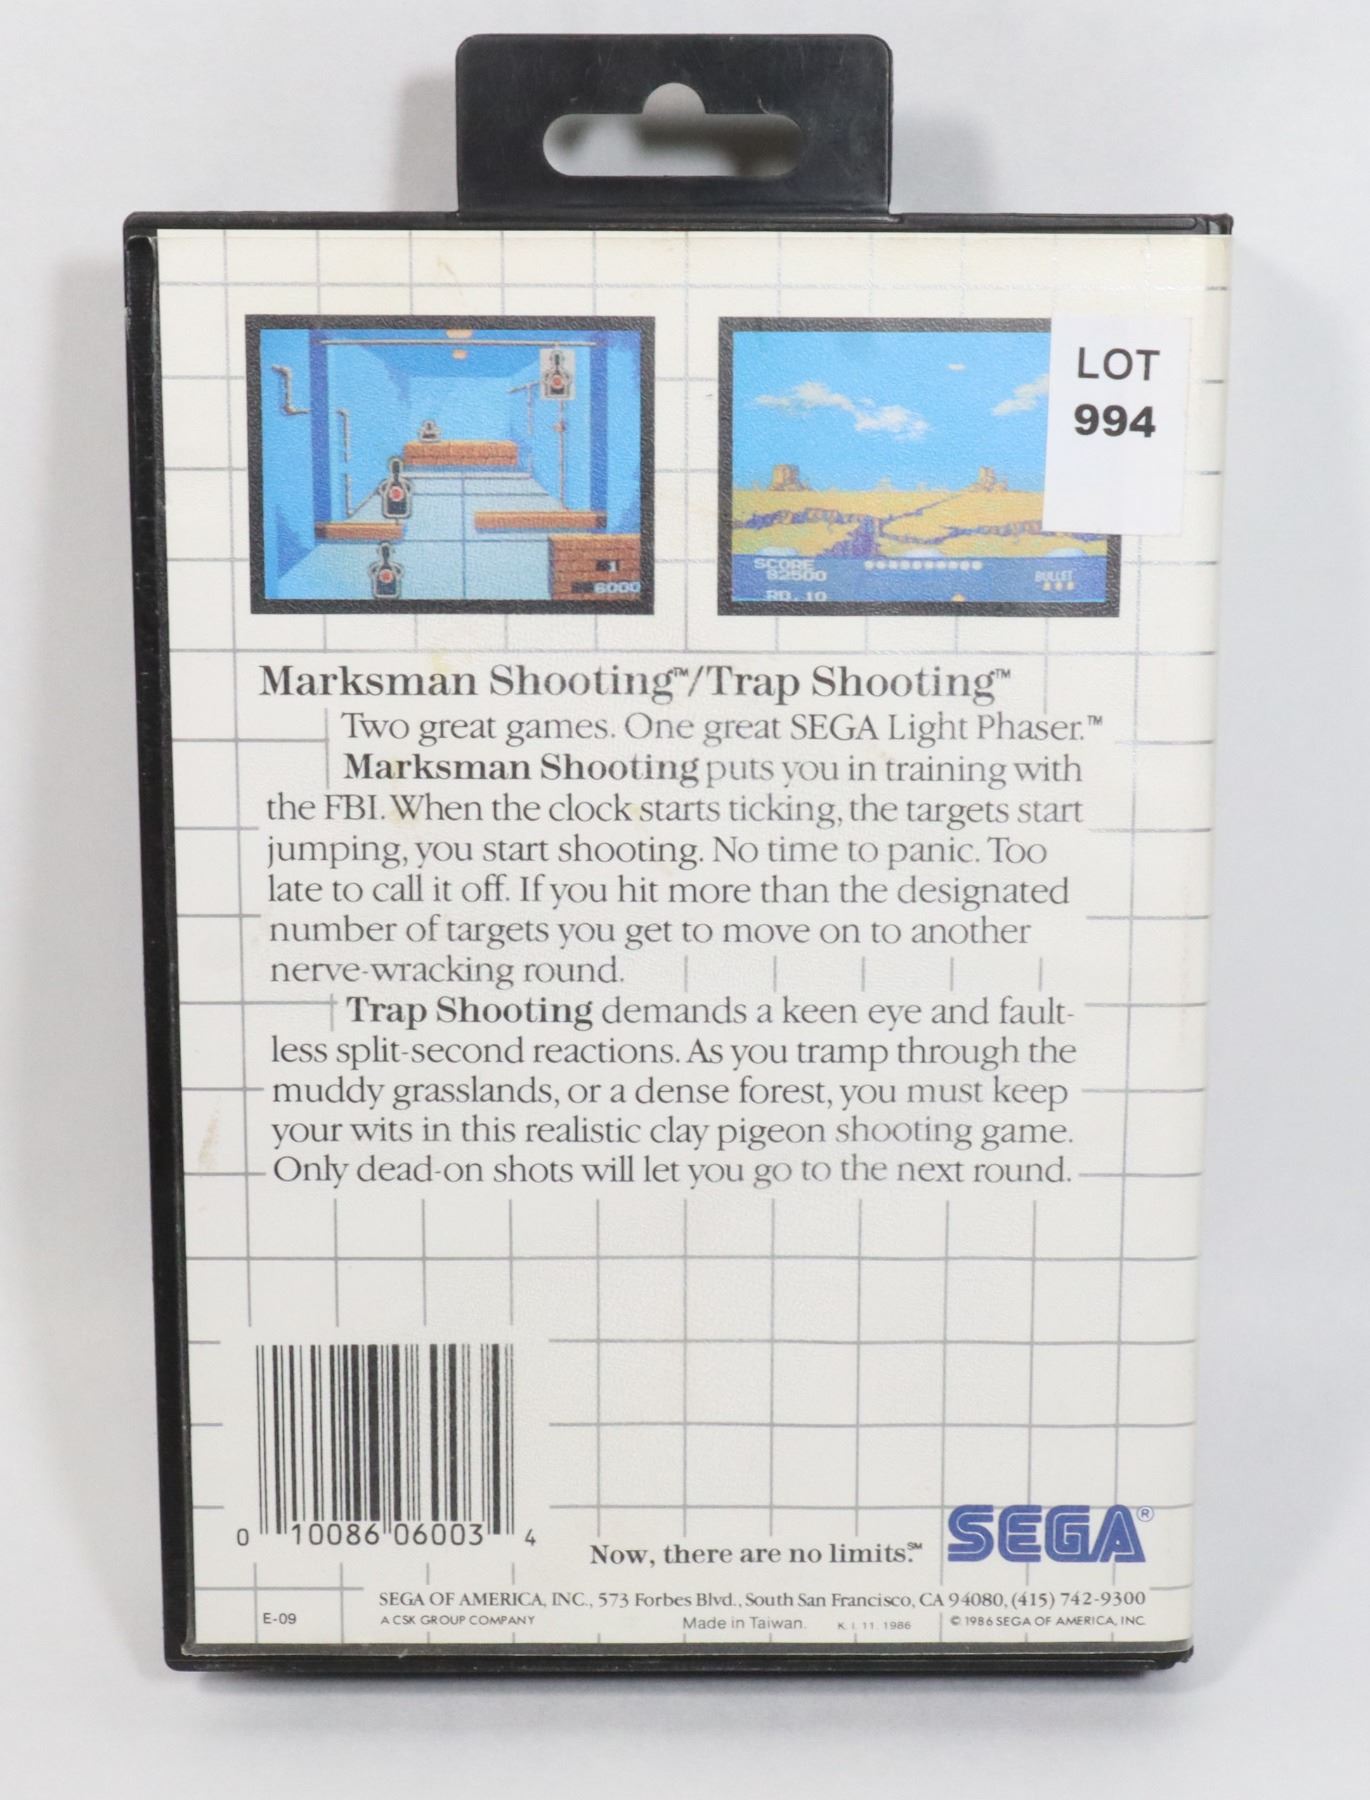 LOT
994
1
6000
SCORE
82500
RD. 10
BULLET
Marksman Shooting™/Trap Shooting™
Two great games. One great SEGA Light Phaser.™
Marksman Shooting puts you in training with
the FBI. When the clock starts ticking, the targets start
jumping, you start shooting. No time to panic. Too
late to call it off. If you hit more than the designated
number of targets you get to move on to another
nerve-wracking round.
Trap Shooting demands a keen eye and fault-
less split-second reactions. As you tramp through the
muddy grasslands, or a dense forest, you must keep
your wits in this realistic clay pigeon shooting game.
Only dead-on shots will let you go to the next round.
0 10086 06003 4
Now, there are no limits.℠
SEGA®
SEGA OF AMERICA, INC., 573 Forbes Blvd., South San Francisco, CA 94080, (415) 742-9300
E-09
A CSK GROUP COMPANY
Made in Taiwan.
K. I. 11. 1986
© 1986 SEGA OF AMERICA, INC.